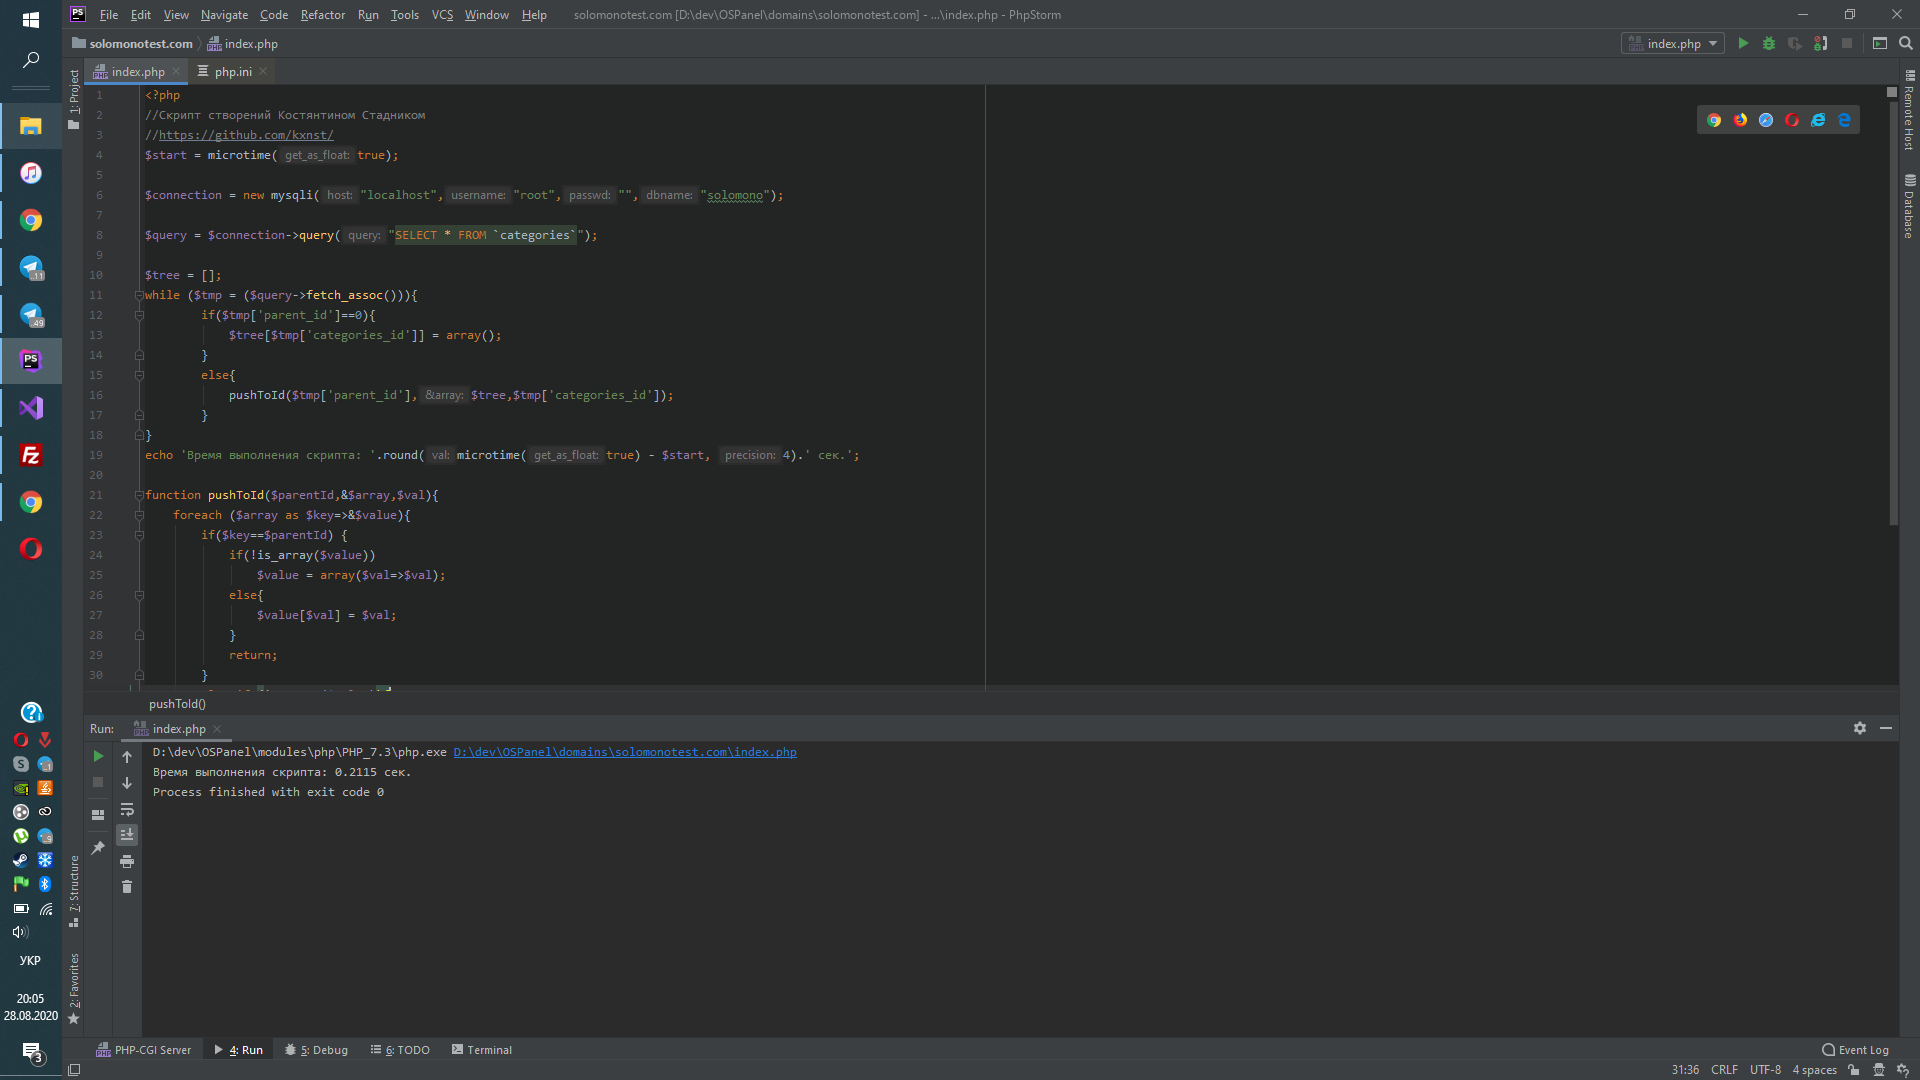 File Edit View Navigate Code Refactor Run Tools VCS Window Help solomonotest.com [D:\dev\OSPanel\domains\solomonotest.com] - ...\index.php - PhpStorm
solomonotest.com index.php index.php
index.php php.ini
1: Project
Remote Host
Database
1 <?php
2 //Скрипт створений Костянтином Стадником
3 //https://github.com/kxnst/
4 $start = microtime( get_as_float: true);
5
6 $connection = new mysqli( host: "localhost", username: "root", passwd: "", dbname: "solomono");
7
8 $query = $connection->query( query: "SELECT * FROM `categories`");
9
10 $tree = [];
11 while ($tmp = ($query->fetch_assoc())){
12 if($tmp['parent_id']==0){
13 $tree[$tmp['categories_id']] = array();
14 }
15 else{
16 pushToId($tmp['parent_id'], &array: $tree,$tmp['categories_id']);
17 }
18 }
19 echo 'Время выполнения скрипта: '.round( val: microtime( get_as_float: true) - $start, precision: 4).' сек.';
20
21 function pushToId($parentId,&$array,$val){
22 foreach ($array as $key=>&$value){
23 if($key==$parentId) {
24 if(!is_array($value))
25 $value = array($val=>$val);
26 else{
27 $value[$val] = $val;
28 }
29 return;
30 }
pushToId()
Run: index.php
D:\dev\OSPanel\modules\php\PHP_7.3\php.exe D:\dev\OSPanel\domains\solomonotest.com\index.php
Время выполнения скрипта: 0.2115 сек.
Process finished with exit code 0
7: Structure
2: Favorites
УКР
20:05
28.08.2020
3
PHP-CGI Server 4: Run 5: Debug 6: TODO Terminal Event Log
31:36 CRLF UTF-8 4 spaces